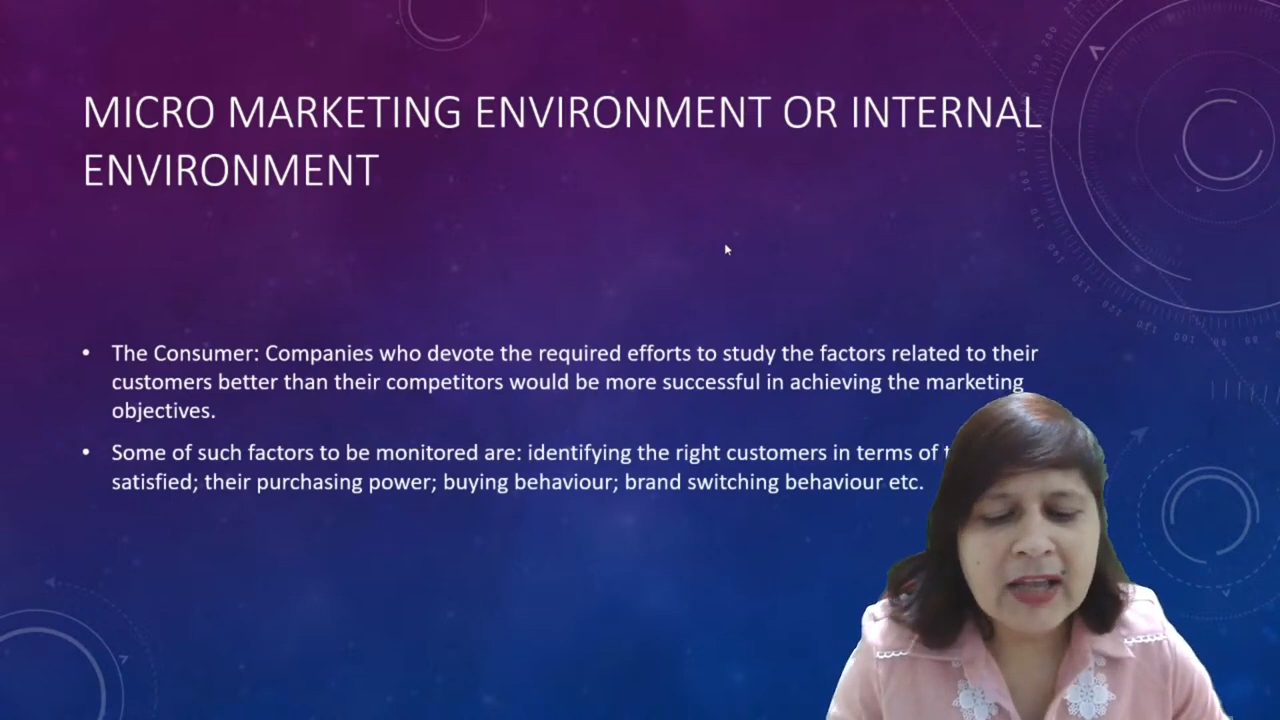 MICRO MARKETING ENVIRONMENT OR INTERNAL
ENVIRONMENT
• The Consumer: Companies who devote the required efforts to study the factors related to their
customers better than their competitors would be more successful in achieving the marketing
objectives.
• Some of such factors to be monitored are: identifying the right customers in terms of
satisfied; their purchasing power; buying behaviour; brand switching behaviour etc.